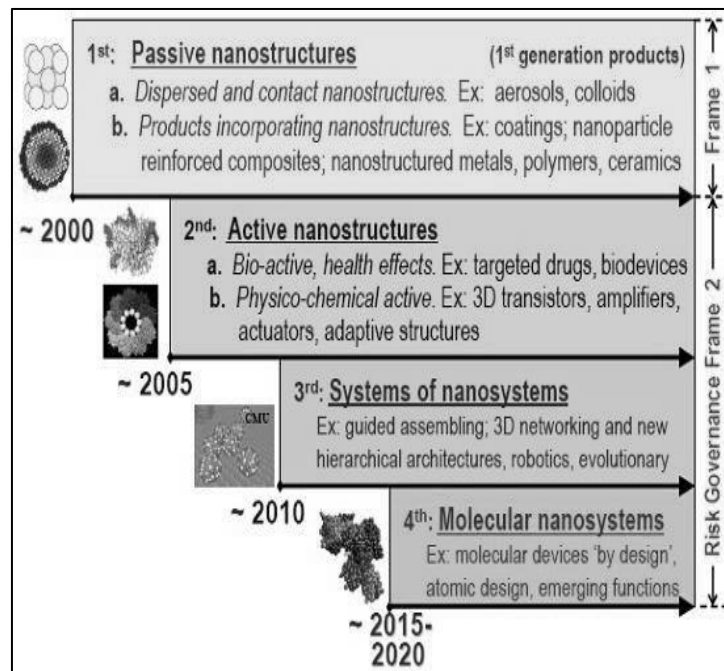 1st: Passive nanostructures (1st generation products)
a. Dispersed and contact nanostructures. Ex: aerosols, colloids
b. Products incorporating nanostructures. Ex: coatings; nanoparticle
reinforced composites; nanostructured metals, polymers, ceramics
~ 2000
2nd: Active nanostructures
a. Bio-active, health effects. Ex: targeted drugs, biodevices
b. Physico-chemical active. Ex: 3D transistors, amplifiers,
actuators, adaptive structures
~ 2005
CMU
3rd: Systems of nanosystems
Ex: guided assembling; 3D networking and new
hierarchical architectures, robotics, evolutionary
~ 2010
4th: Molecular nanosystems
Ex: molecular devices ‘by design’,
atomic design, emerging functions
~ 2015-
2020
Frame 1
Risk Governance Frame 2